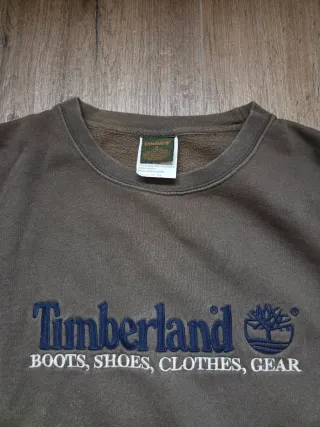 Timberland®
BOOTS, SHOES, CLOTHES, GEAR